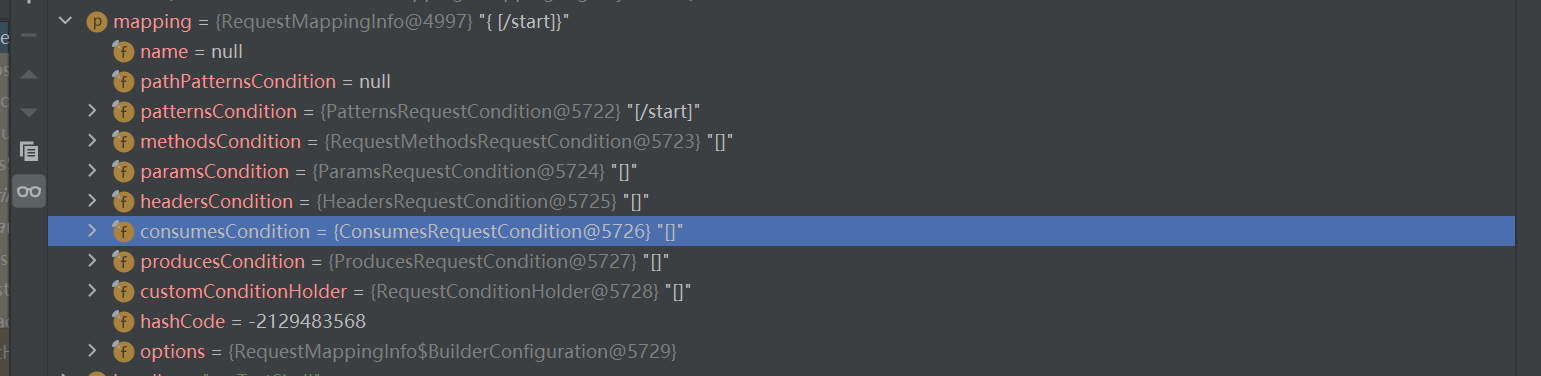 mapping = {RequestMappingInfo@4997} "{ [/start]}"
name = null
pathPatternsCondition = null
patternsCondition = {PatternsRequestCondition@5722} "[/start]"
methodsCondition = {RequestMethodsRequestCondition@5723} "[]"
paramsCondition = {ParamsRequestCondition@5724} "[]"
headersCondition = {HeadersRequestCondition@5725} "[]"
consumesCondition = {ConsumesRequestCondition@5726} "[]"
producesCondition = {ProducesRequestCondition@5727} "[]"
customConditionHolder = {RequestConditionHolder@5728} "[]"
hashCode = -2129483568
options = {RequestMappingInfo$BuilderConfiguration@5729}